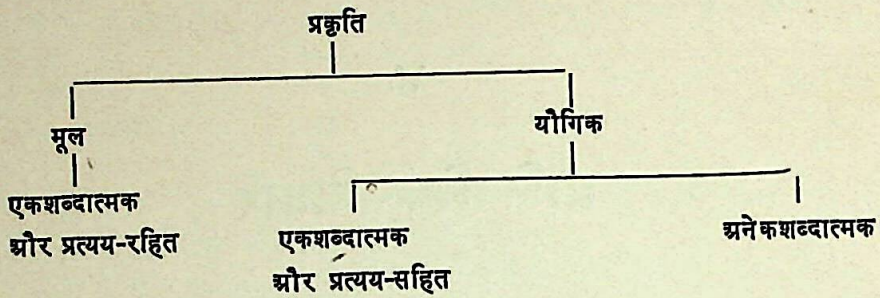 प्रकृति
मूल
यौगिक
एकशब्दात्मक
और प्रत्यय-रहित
एकशब्दात्मक
और प्रत्यय-सहित
अनेकशब्दात्मक